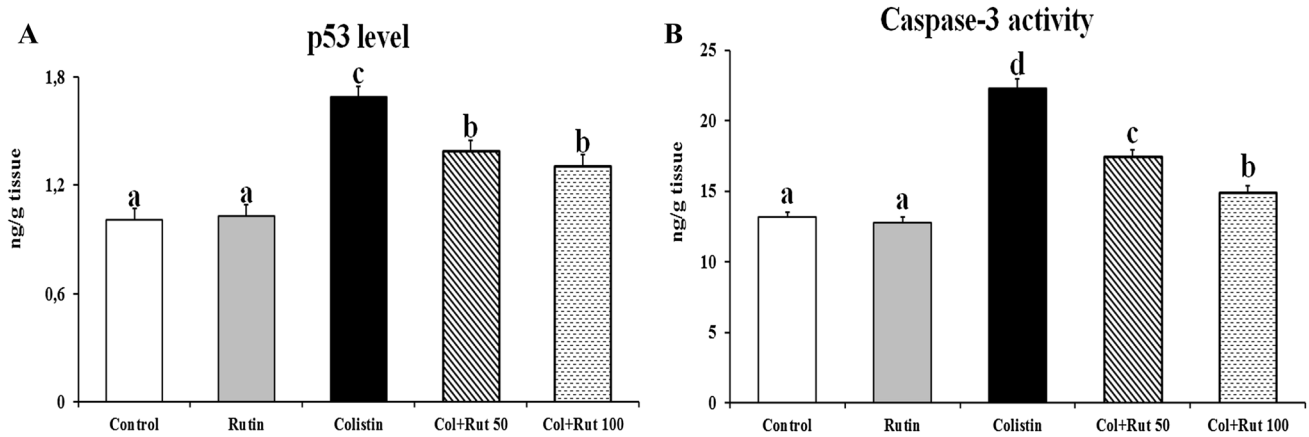 A
p53 level
ng/g tissue
1,8
1,2
0,6
0
a
a
c
b
b
Control
Rutin
Colistin
Col+Rut 50
Col+Rut 100
B
Caspase-3 activity
ng/g tissue
25
20
15
10
5
0
a
a
d
c
b
Control
Rutin
Colistin
Col+Rut 50
Col+Rut 100